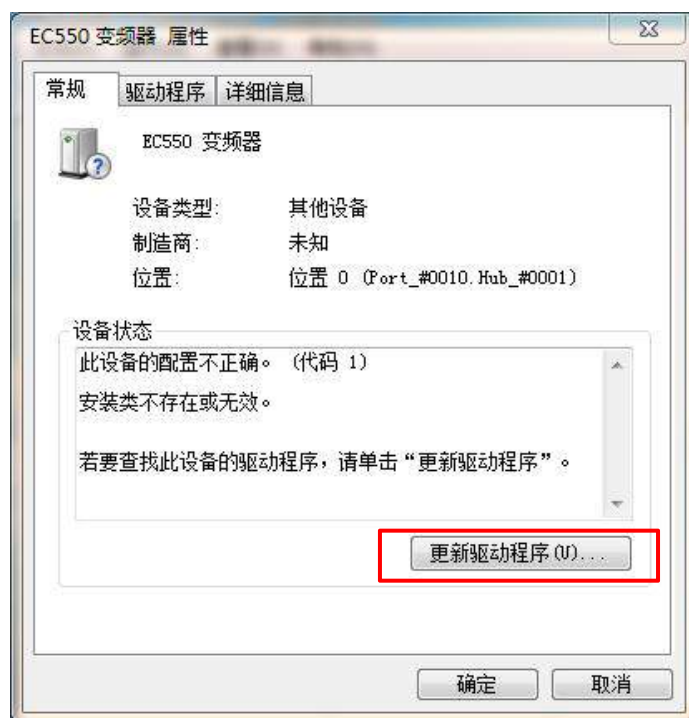 EC550 变频器 属性
常规 驱动程序 详细信息
EC550 变频器
设备类型: 其他设备
制造商: 未知
位置: 位置 0 (Port_#0010.Hub_#0001)
设备状态
此设备的配置不正确。 (代码 1)
安装类不存在或无效。
若要查找此设备的驱动程序，请单击“更新驱动程序”。
更新驱动程序(U)...
确定 取消